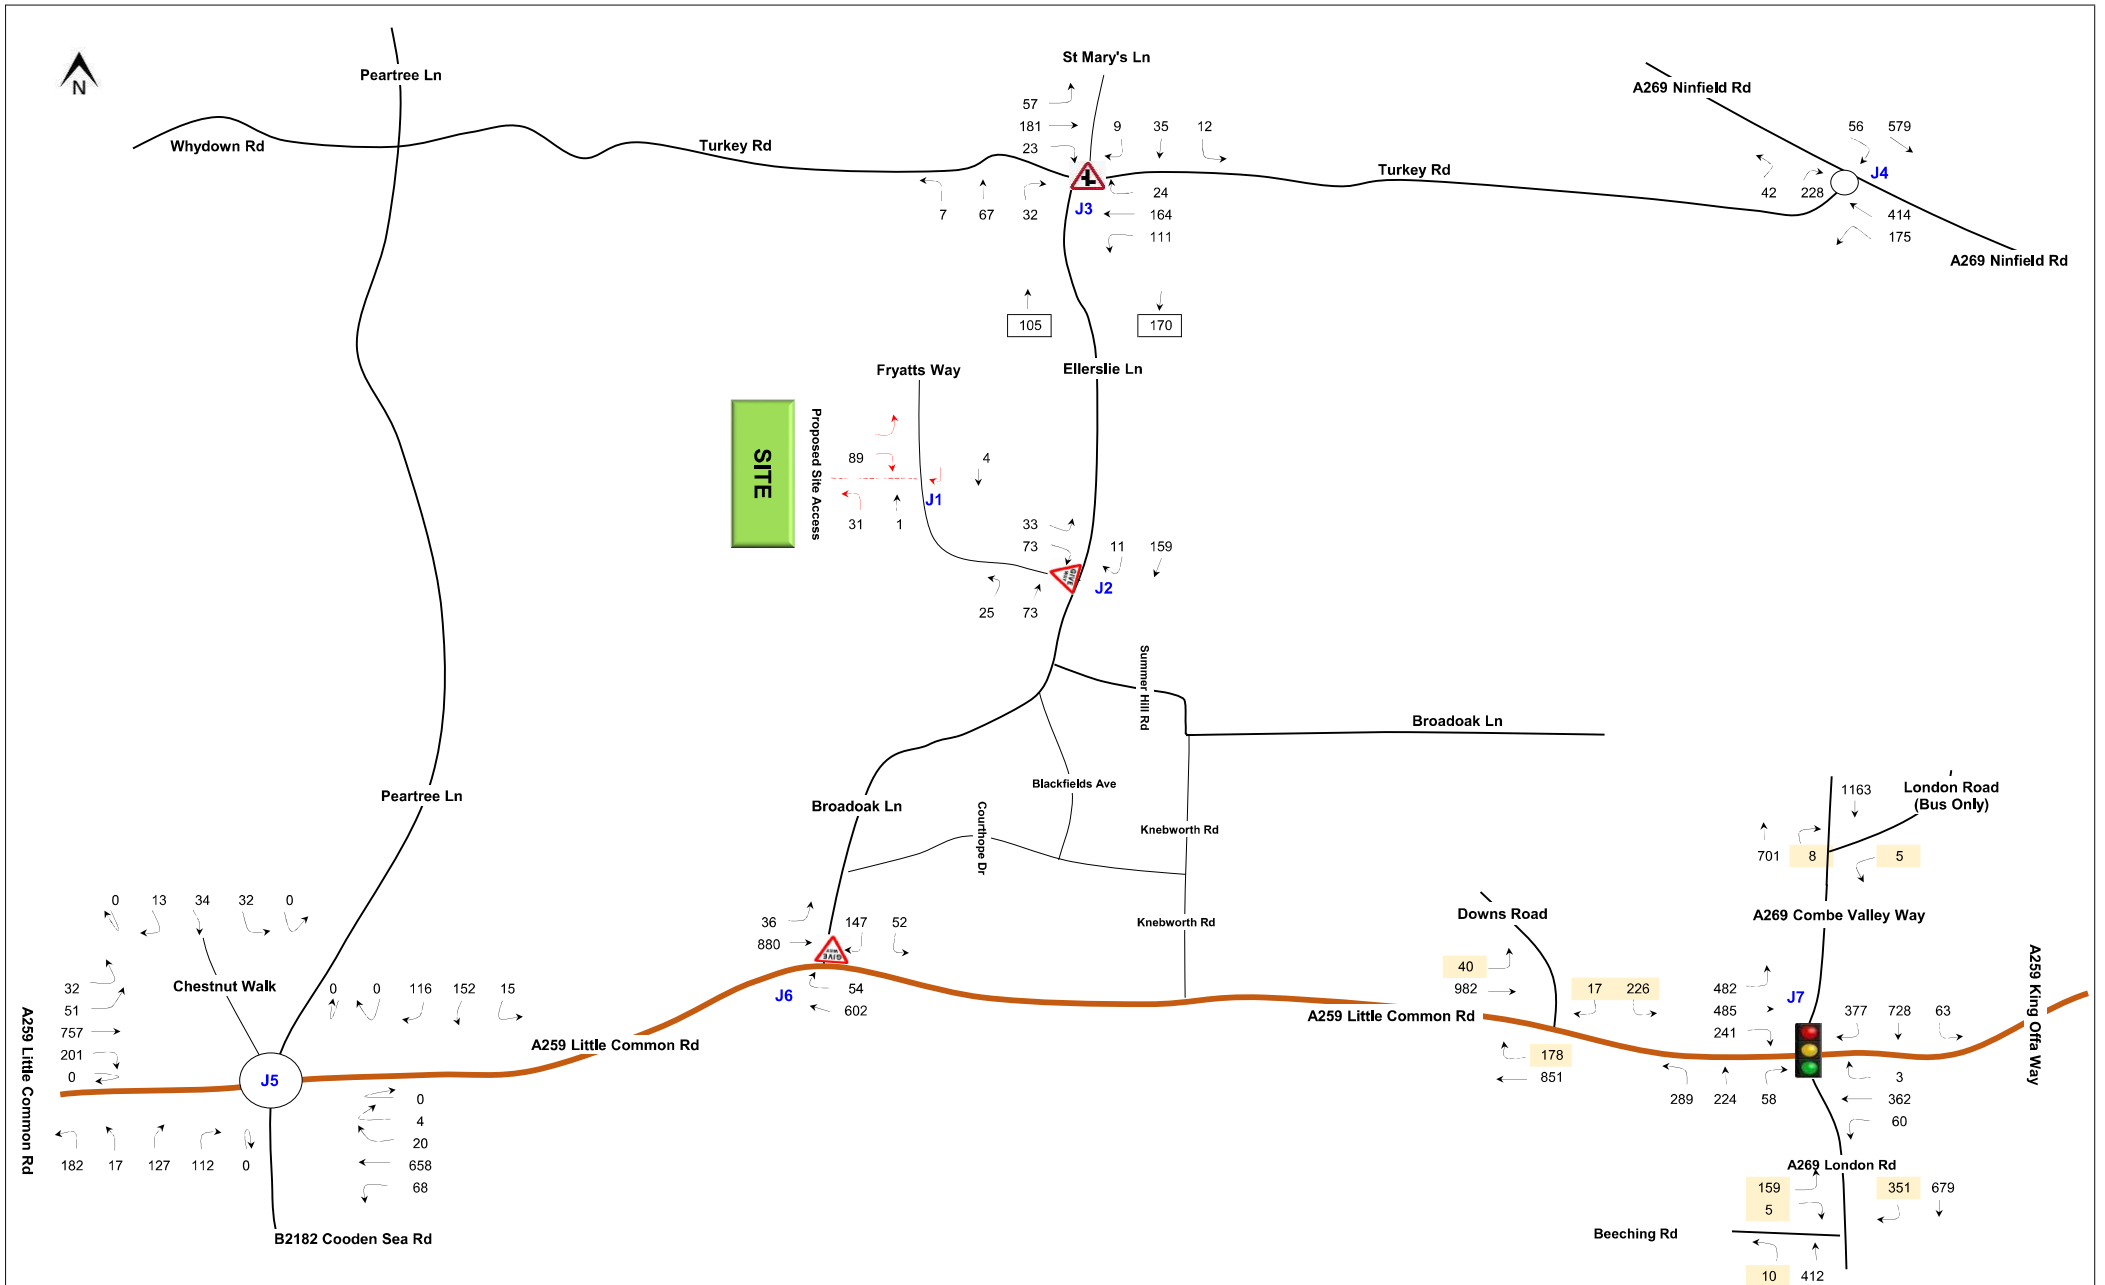 St Mary's Ln
Peartree Ln
N
A269 Ninfield Rd
57
181
23
9
35
12
56
579
Whydown Rd
Turkey Rd
Turkey Rd
J4
42
228
24
164
111
J3
7
67
32
414
175
A269 Ninfield Rd
105
170
Fryatts Way
Ellerslie Ln
SITE
Proposed Site Access
89
4
J1
31
1
33
73
11
159
GIVE WAY
J2
25
73
Summer Hill Rd
Broadoak Ln
Blackfields Ave
Peartree Ln
Broadoak Ln
Courthope Dr
Knebworth Rd
1163
London Road
(Bus Only)
701
8
5
0
13
34
32
0
36
880
147
52
Knebworth Rd
Downs Road
A269 Combe Valley Way
GIVE WAY
40
982
17
226
Chestnut Walk
32
51
757
201
0
0
0
116
152
15
J6
54
602
482
485
241
J7
377
728
63
A259 King Offa Way
A259 Little Common Rd
A259 Little Common Rd
A259 Little Common Rd
178
851
J5
289
224
58
3
362
60
0
4
20
658
68
182
17
127
112
0
A269 London Rd
159
5
351
679
B2182 Cooden Sea Rd
Beeching Rd
10
412